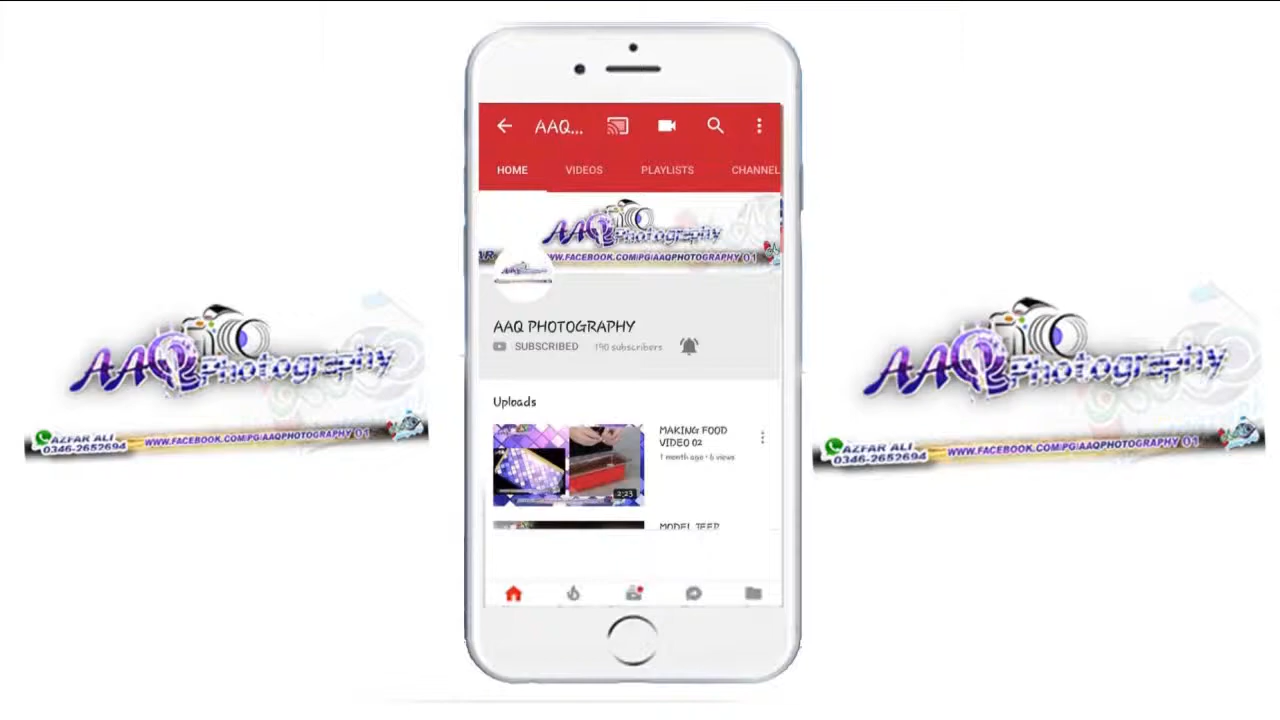 AAQ...
HOME VIDEOS PLAYLISTS CHANNEL
AAQ Photography
WWW.FACEBOOK.COM/PG/AAQPHOTOGRAPHY 01
AAQ PHOTOGRAPHY
SUBSCRIBED 190 subscribers
Uploads
MAKING FOOD
VIDEO 02
1 month ago • 6 views
2:23
MODEL JEEP
AAQ Photography
AZFAR ALI
0346-2652694
WWW.FACEBOOK.COM/PG/AAQPHOTOGRAPHY 01
AAQ Photography
AZFAR ALI
0346-2652694
WWW.FACEBOOK.COM/PG/AAQPHOTOGRAPHY 01